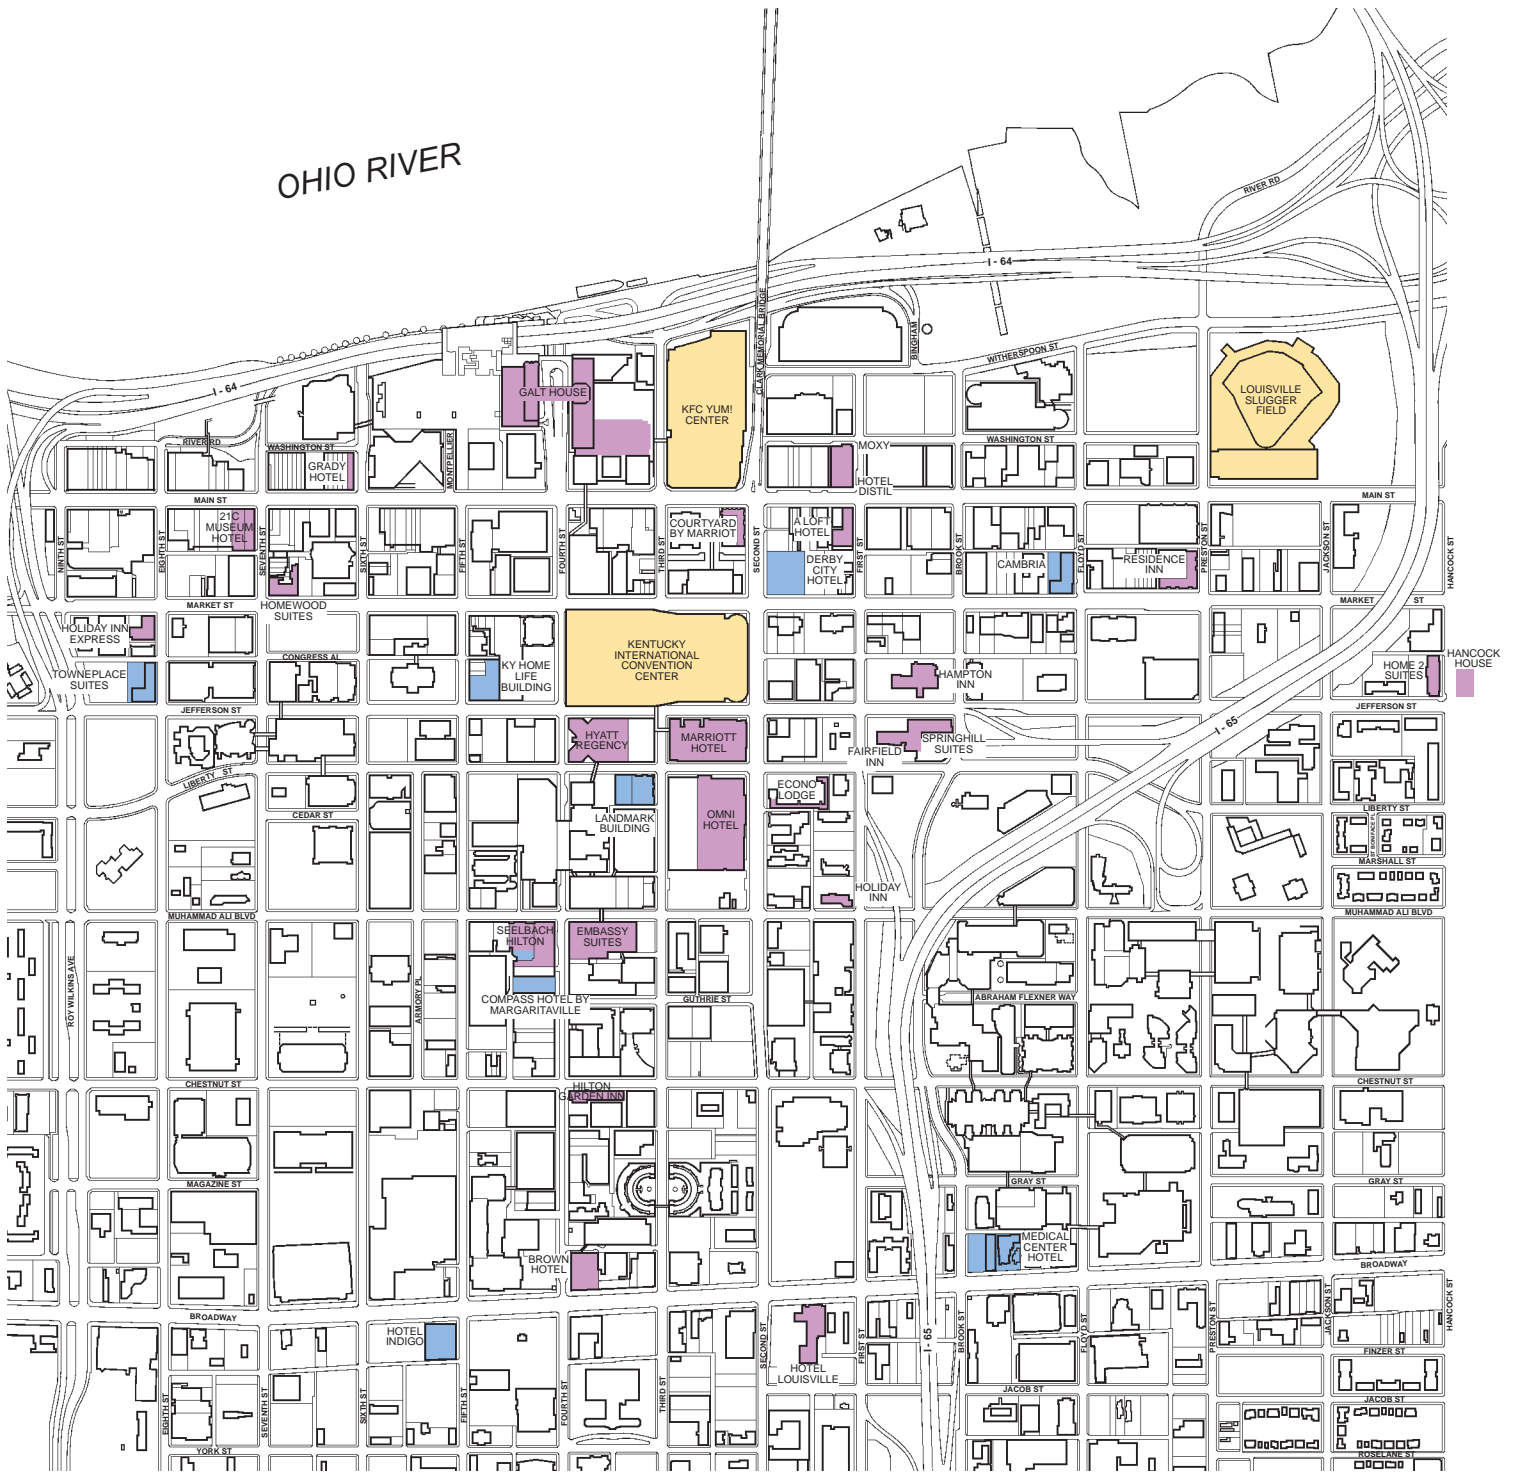 OHIO RIVER
RIVER RD
I - 64
CLARK MEMORIAL BRIDGE
BINGHAM
WITHERSPOON ST
I - 64
GALT HOUSE
KFC YUM!
CENTER
LOUISVILLE
SLUGGER
FIELD
RIVER RD
WASHINGTON ST
MONTPELIER
WASHINGTON ST
GRADY
HOTEL
MOXY
HOTEL
DISTIL
MAIN ST
MAIN ST
21C
MUSEUM
HOTEL
COURTYARD
BY MARRIOT
A LOFT
HOTEL
DERBY
CITY
HOTEL
CAMBRIA
RESIDENCE
INN
NINTH ST
EIGHTH ST
SEVENTH ST
SIXTH ST
FIFTH ST
FOURTH ST
THIRD ST
SECOND ST
FIRST ST
BROOK ST
FLOYD ST
PRESTON ST
JACKSON ST
HANCOCK ST
MARKET ST
HOMEWOOD
SUITES
MARKET ST
HOLIDAY INN
EXPRESS
CONGRESS AL
TOWNEPLACE
SUITES
KY HOME
LIFE
BUILDING
KENTUCKY
INTERNATIONAL
CONVENTION
CENTER
HAMPTON
INN
HOME 2
SUITES
HANCOCK
HOUSE
JEFFERSON ST
JEFFERSON ST
HYATT
REGENCY
MARRIOTT
HOTEL
FAIRFIELD
INN
SPRINGHILL
SUITES
I - 65
LIBERTY ST
ECONO
LODGE
CEDAR ST
LANDMARK
BUILDING
OMNI
HOTEL
LIBERTY ST
ST BONIFACE PL
MARSHALL ST
HOLIDAY
INN
MUHAMMAD ALI BLVD
MUHAMMAD ALI BLVD
SEELBACH
HILTON
EMBASSY
SUITES
ROY WILKINS AVE
ARMORY PL
COMPASS HOTEL BY
MARGARITAVILLE
GUTHRIE ST
ABRAHAM FLEXNER WAY
CHESTNUT ST
CHESTNUT ST
HILTON
GARDEN INN
MAGAZINE ST
GRAY ST
GRAY ST
BROWN
HOTEL
MEDICAL
CENTER
HOTEL
BROADWAY
BROADWAY
HOTEL
INDIGO
HOTEL
LOUISVILLE
I - 65
EIGHTH ST
SEVENTH ST
SIXTH ST
FIFTH ST
FOURTH ST
THIRD ST
SECOND ST
FIRST ST
BROOK ST
FLOYD ST
PRESTON ST
JACKSON ST
HANCOCK ST
FINZER ST
JACOB ST
JACOB ST
YORK ST
ROSELANE ST